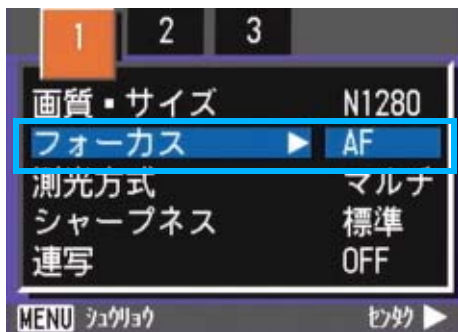 1 2 3
画質・サイズ N1280
フォーカス ▶ AF
測光方式 マルチ
シャープネス 標準
連写 OFF
MENU ｼｭｳﾘｮｳ ｾﾝﾀｸ ▶